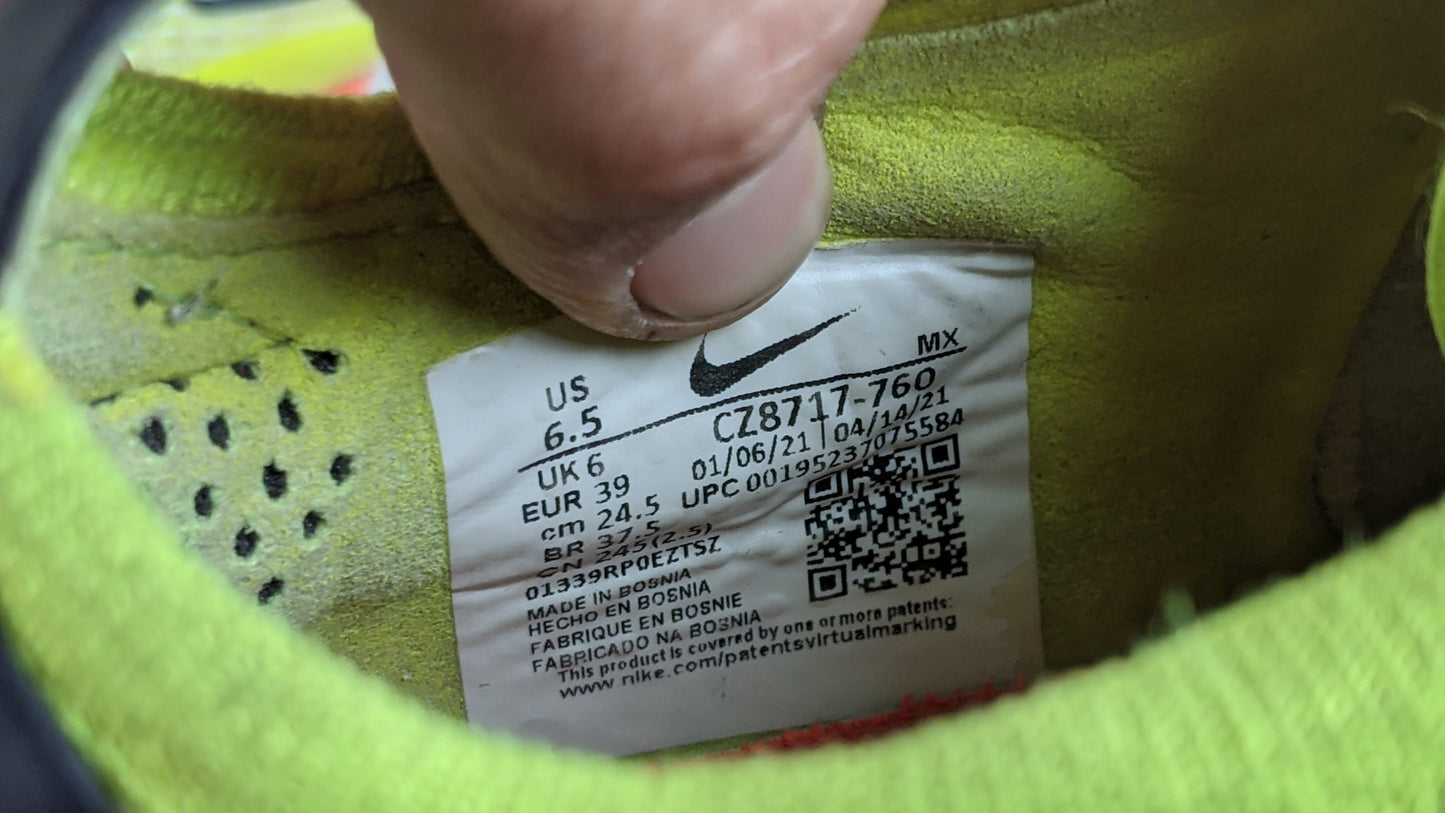 US
6.5
MX
UK 6
EUR 39
cm 24.5
BR 37.5
CN 245(2.5)
CZ8717-760
01/06/21 | 04/14/21
UPC 00195237075584
01339RP0EZTSZ
MADE IN BOSNIA
HECHO EN BOSNIA
FABRIQUE EN BOSNIE
FABRICADO NA BOSNIA
This product is covered by one or more patents:
www.nike.com/patentsvirtualmarking